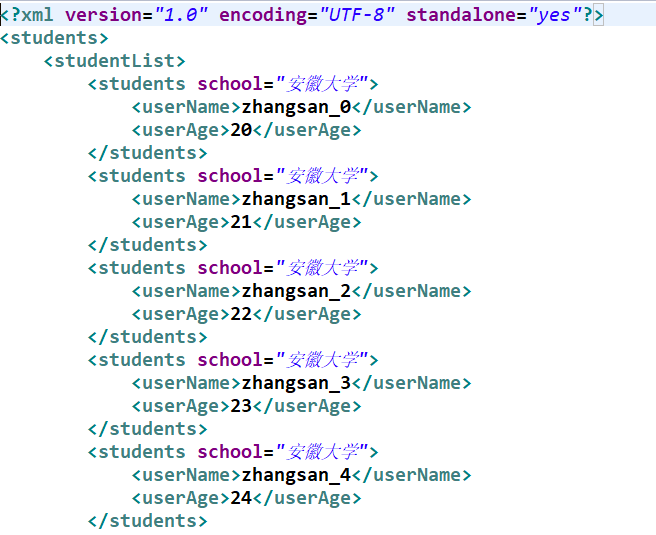 <?xml version="1.0" encoding="UTF-8" standalone="yes"?>
<students>
    <studentList>
        <students school="安徽大学">
            <userName>zhangsan_0</userName>
            <userAge>20</userAge>
        </students>
        <students school="安徽大学">
            <userName>zhangsan_1</userName>
            <userAge>21</userAge>
        </students>
        <students school="安徽大学">
            <userName>zhangsan_2</userName>
            <userAge>22</userAge>
        </students>
        <students school="安徽大学">
            <userName>zhangsan_3</userName>
            <userAge>23</userAge>
        </students>
        <students school="安徽大学">
            <userName>zhangsan_4</userName>
            <userAge>24</userAge>
        </students>